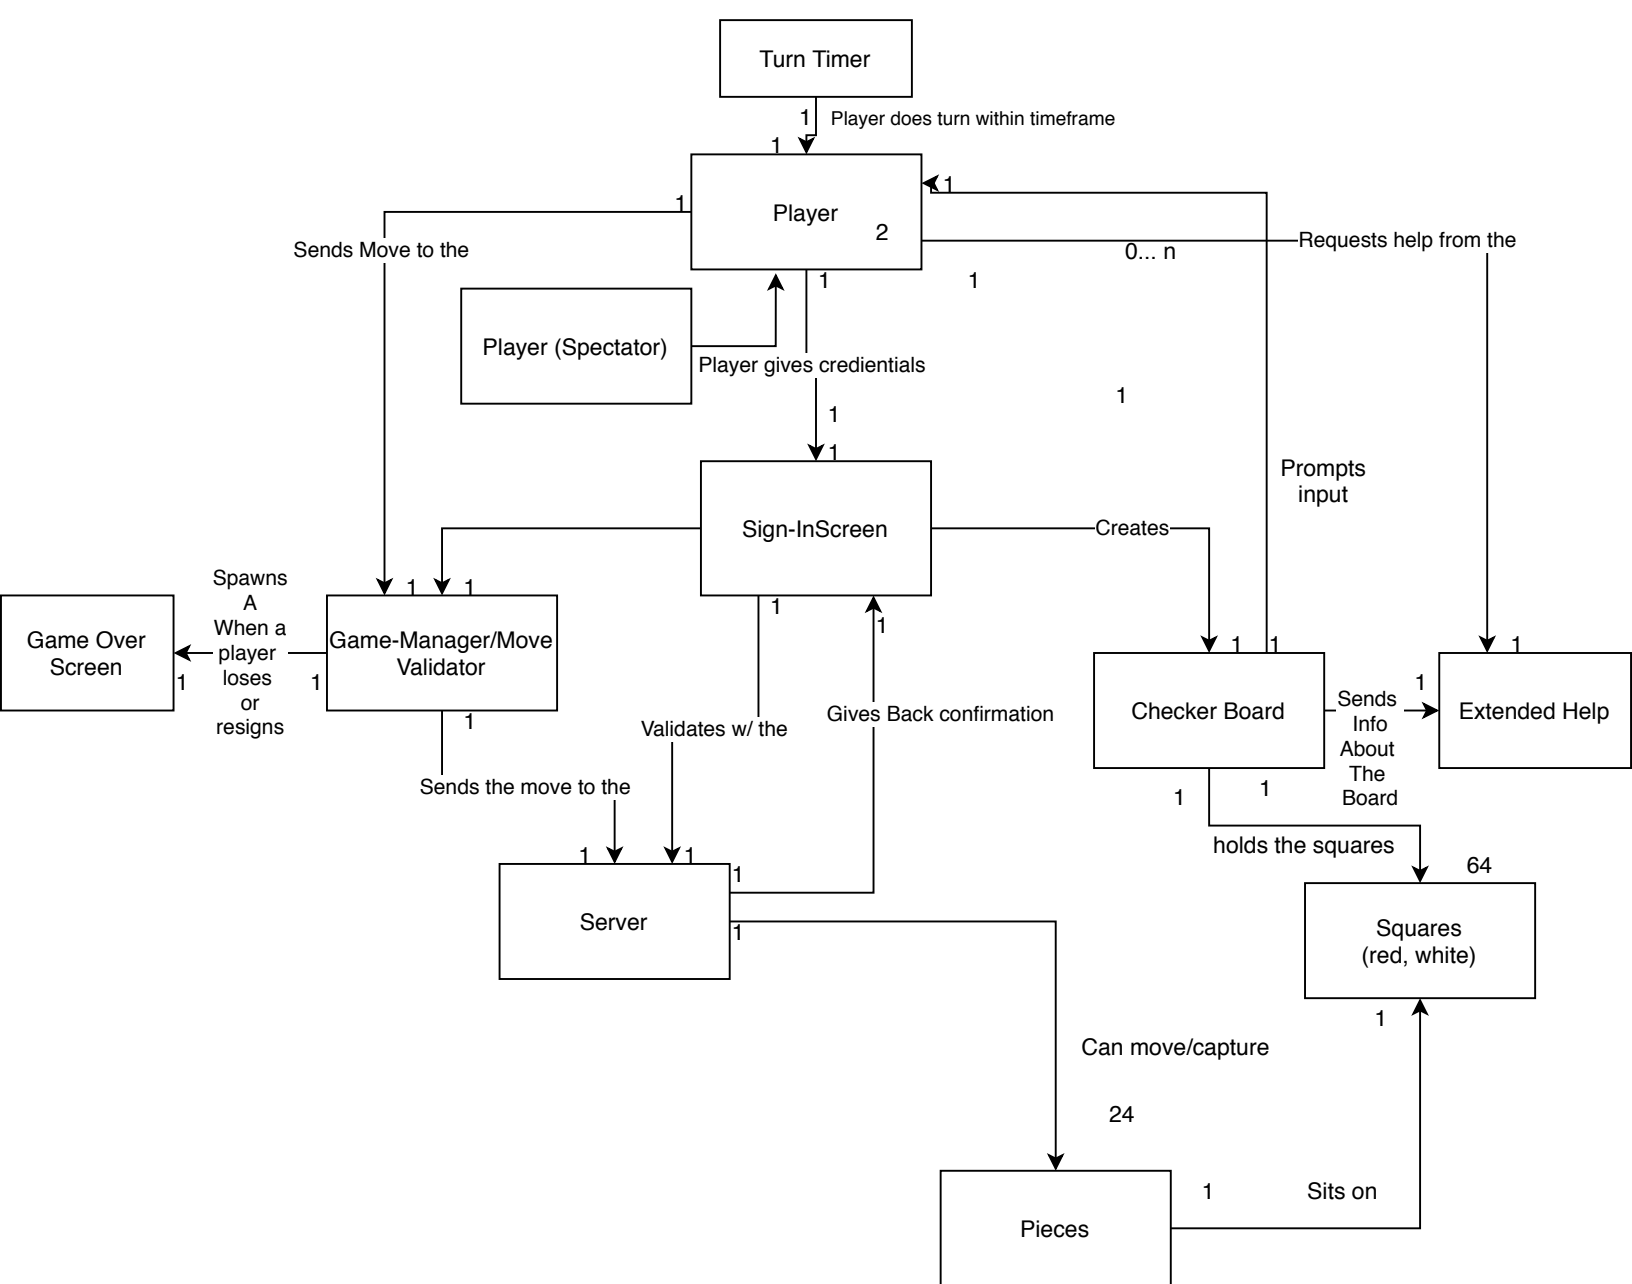 Turn Timer
1
Player does turn within timeframe
1
Player
2
1
1
Sends Move to the
0... n
Requests help from the
1
1
Player (Spectator)
Player gives credentials
1
1
1
Sign-InScreen
Creates
Prompts
input
Spawns
A
When a
player
loses
or
resigns
1
1
Game Over
Screen
1
1
Game-Manager/Move
Validator
1
1
1
1
1
Checker Board
1
Sends
Info
About
The
Board
1
Extended Help
Validates w/ the
Gives Back confirmation
Sends the move to the
1
1
1
1
Server
1
1
holds the squares
64
Squares
(red, white)
1
Can move/capture
24
1
Sits on
Pieces